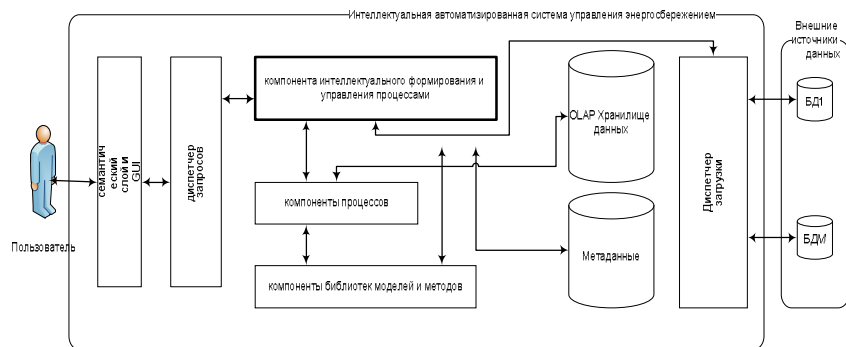 Интеллектуальная автоматизированная система управления энергосбережением
Внешние
источники
данных
компонента интеллектуального формирования и
управления процессами
OLAP Хранилище
данных
БД1
семантич
еский
слой и
GUI
диспетчер
запросов
Диспетчер
загрузки
компоненты процессов
Пользователь
Метаданные
БДМ
компоненты библиотек моделей и методов